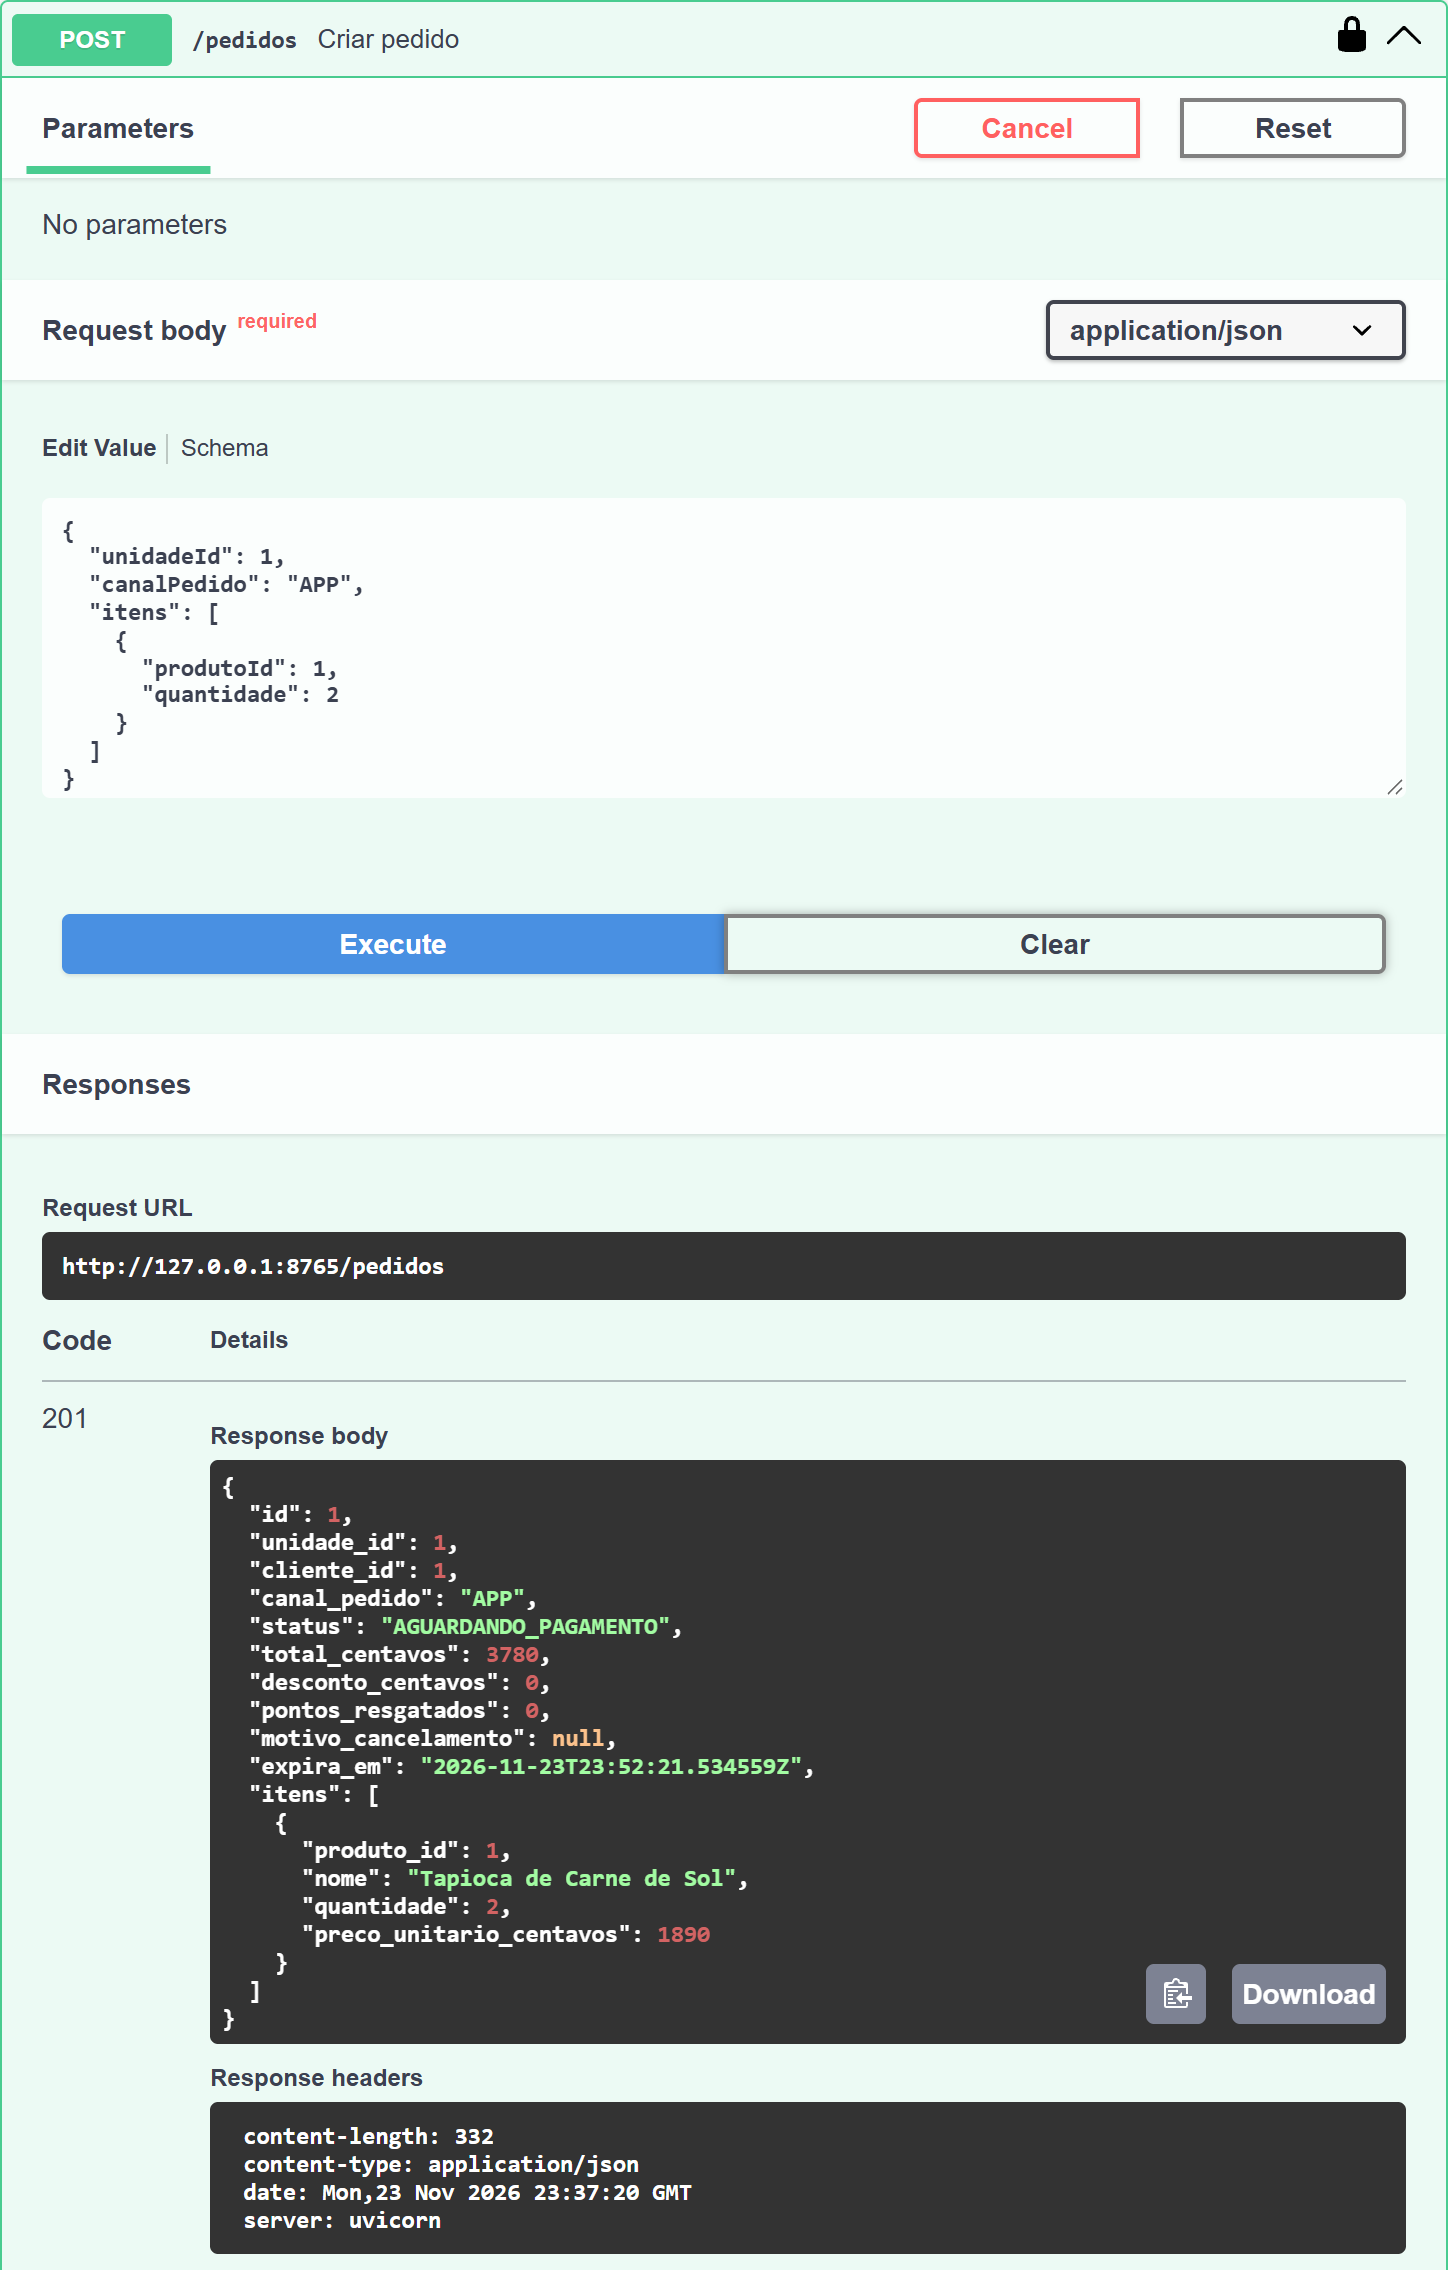 POST /pedidos Criar pedido
Parameters
Cancel
Reset
No parameters
Request body required
application/json
Edit Value | Schema
{
  "unidadeId": 1,
  "canalPedido": "APP",
  "itens": [
    {
      "produtoId": 1,
      "quantidade": 2
    }
  ]
}
Execute
Clear
Responses
Request URL
http://127.0.0.1:8765/pedidos
Code Details
201
Response body
{
  "id": 1,
  "unidade_id": 1,
  "cliente_id": 1,
  "canal_pedido": "APP",
  "status": "AGUARDANDO_PAGAMENTO",
  "total_centavos": 3780,
  "desconto_centavos": 0,
  "pontos_resgatados": 0,
  "motivo_cancelamento": null,
  "expira_em": "2026-11-23T23:52:21.534559Z",
  "itens": [
    {
      "produto_id": 1,
      "nome": "Tapioca de Carne de Sol",
      "quantidade": 2,
      "preco_unitario_centavos": 1890
    }
  ]
}
Download
Response headers
content-length: 332
content-type: application/json
date: Mon,23 Nov 2026 23:37:20 GMT
server: uvicorn